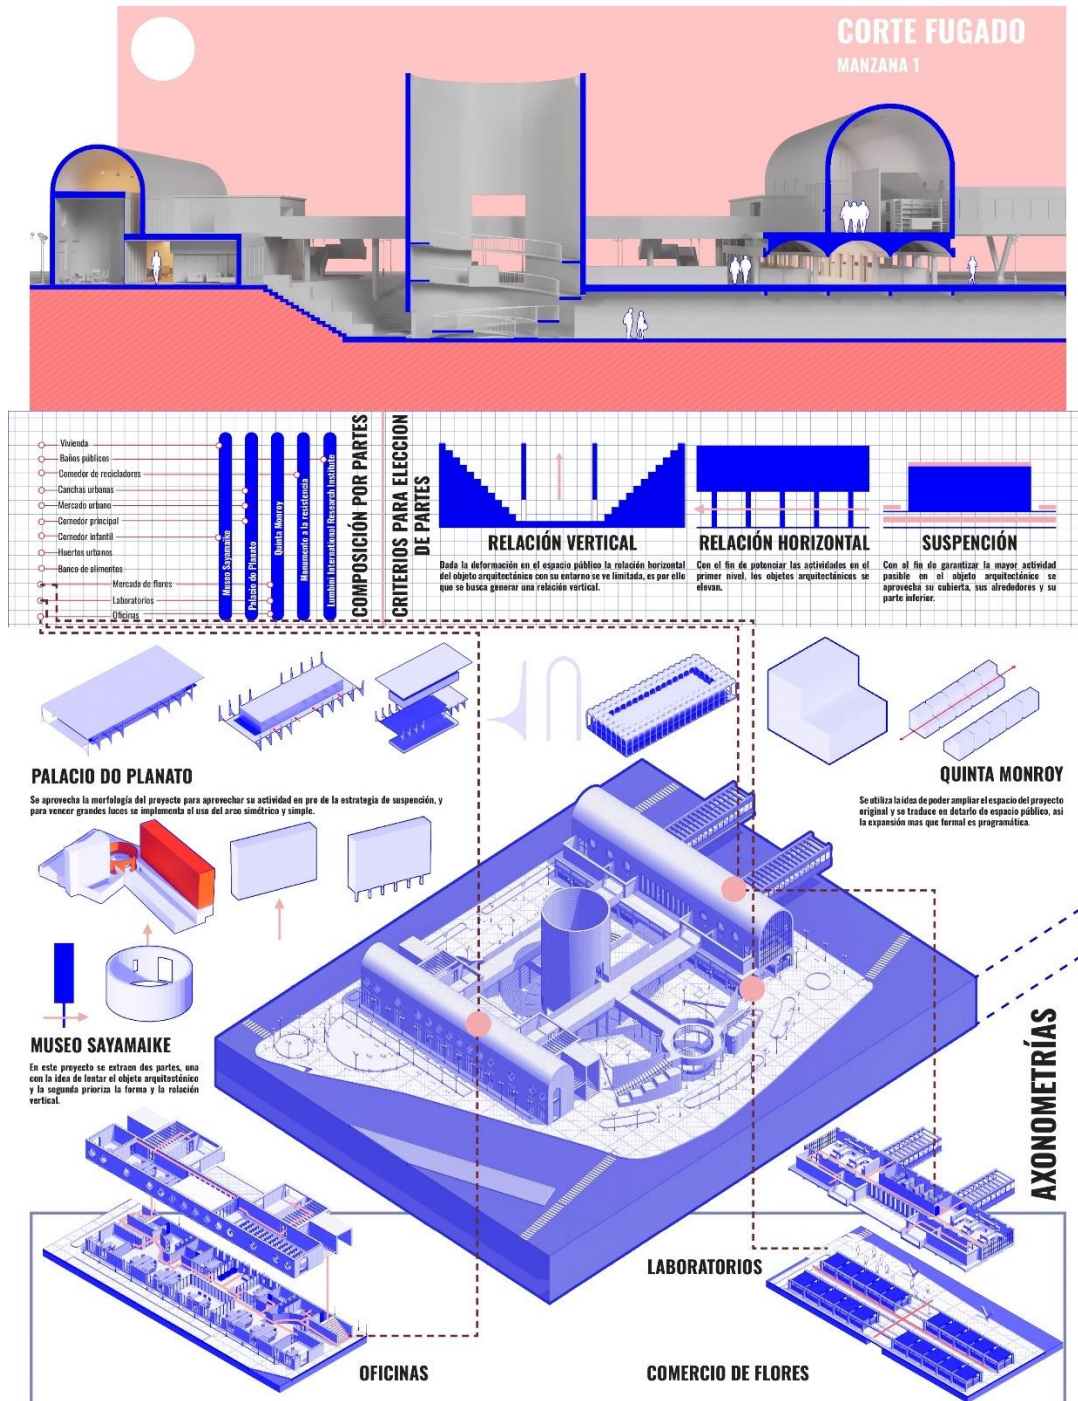 CORTE FUGADO
MANZANA 1
Vivienda
Baños públicos
Comedor de recicladores
Canchas urbanas
Mercado urbano
Comedor principal
Comedor infantil
Huertos urbanos
Banco de alimentos
Mercado de flores
Laboratorios
Oficinas
Museo Sayamaike
Palacio do Planato
Quinta Monroy
Monumento a la resistencia
Lumbini International Research Institute
COMPOSICIÓN POR PARTES
CRITERIOS PARA ELECCION
DE PARTES
RELACIÓN VERTICAL
Dada la deformación en el espacio público la relación horizontal
del objeto arquitectónico con su entorno se ve limitada, es por ello
que se busca generar una relación vertical.
RELACIÓN HORIZONTAL
Con el fin de potenciar las actividades en el
primer nivel, los objetos arquitectónicos se
elevan.
SUSPENCIÓN
Con el fin de garantizar la mayor actividad
posible en el objeto arquitectónico se
aprovecha su cubierta, sus alrededores y su
parte inferior.
PALACIO DO PLANATO
Se aprovecha la morfología del proyecto para aprovechar su actividad en pro de la estrategia de suspención, y
para vencer grandes luces se implementa el uso del arco simétrico y simple.
QUINTA MONROY
Se utiliza la idea de poder ampliar el espacio del proyecto
original y se traduce en dotarlo de espacio público, asi
la expansión mas que formal es programática.
MUSEO SAYAMAIKE
En este proyecto se extraen dos partes, una
con la idea de lentar el objeto arquitectónico
y la segunda prioriza la forma y la relación
vertical.
AXONOMETRÍAS
LABORATORIOS
OFICINAS
COMERCIO DE FLORES